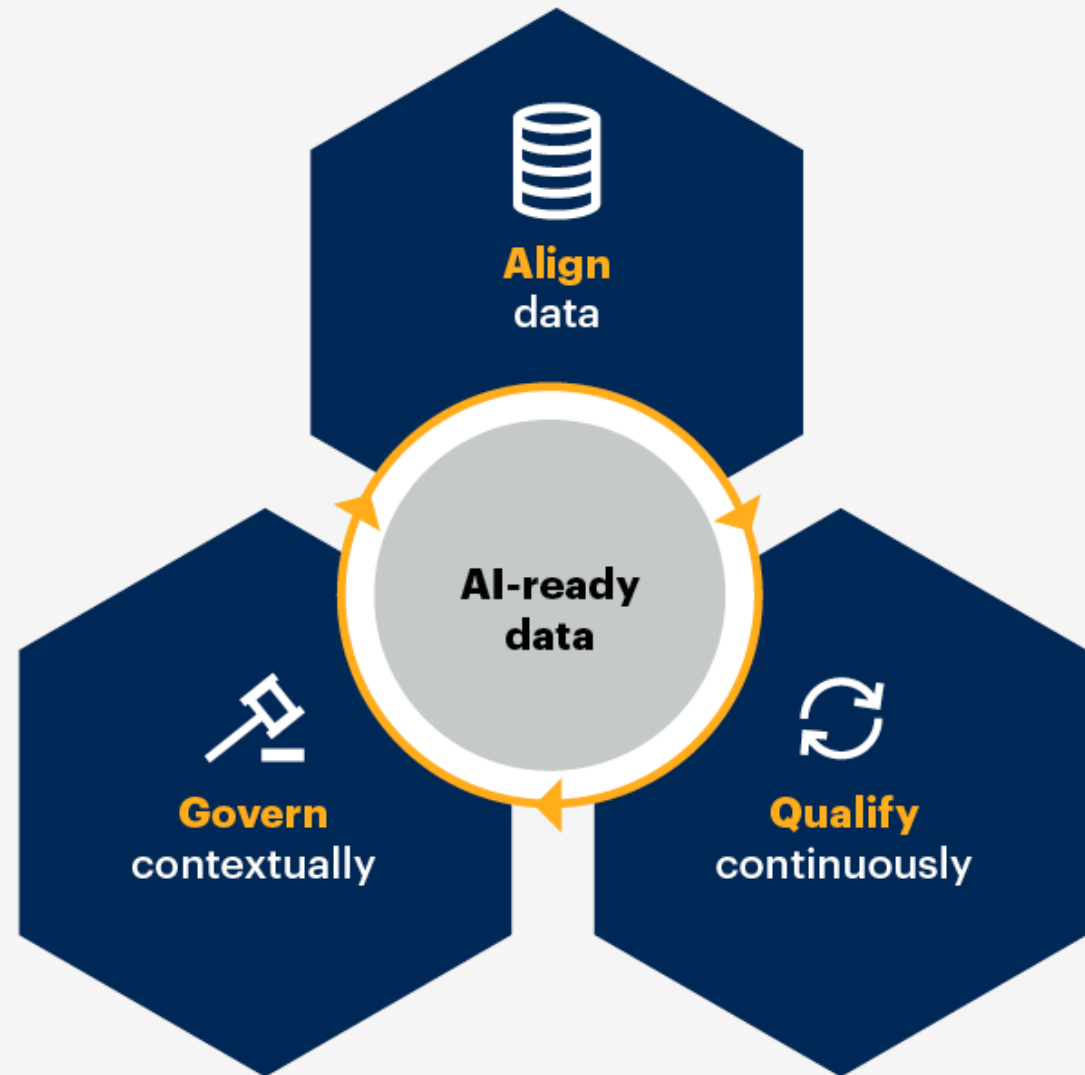 Align
data
AI-ready
data
Govern
contextually
Qualify
continuously